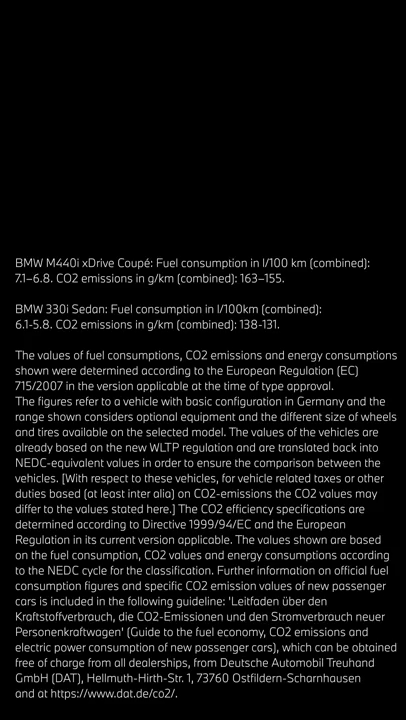 BMW M440i xDrive Coupé: Fuel consumption in l/100 km (combined):
7.1–6.8. CO2 emissions in g/km (combined): 163–155.
BMW 330i Sedan: Fuel consumption in l/100km (combined):
6.1-5.8. CO2 emissions in g/km (combined): 138-131.
The values of fuel consumptions, CO2 emissions and energy consumptions
shown were determined according to the European Regulation (EC)
715/2007 in the version applicable at the time of type approval.
The figures refer to a vehicle with basic configuration in Germany and the
range shown considers optional equipment and the different size of wheels
and tires available on the selected model. The values of the vehicles are
already based on the new WLTP regulation and are translated back into
NEDC-equivalent values in order to ensure the comparison between the
vehicles. [With respect to these vehicles, for vehicle related taxes or other
duties based (at least inter alia) on CO2-emissions the CO2 values may
differ to the values stated here.] The CO2 efficiency specifications are
determined according to Directive 1999/94/EC and the European
Regulation in its current version applicable. The values shown are based
on the fuel consumption, CO2 values and energy consumptions according
to the NEDC cycle for the classification. Further information on official fuel
consumption figures and specific CO2 emission values of new passenger
cars is included in the following guideline: 'Leitfaden über den
Kraftstoffverbrauch, die CO2-Emissionen und den Stromverbrauch neuer
Personenkraftwagen' (Guide to the fuel economy, CO2 emissions and
electric power consumption of new passenger cars), which can be obtained
free of charge from all dealerships, from Deutsche Automobil Treuhand
GmbH (DAT), Hellmuth-Hirth-Str. 1, 73760 Ostfildern-Scharnhausen
and at https://www.dat.de/co2/.